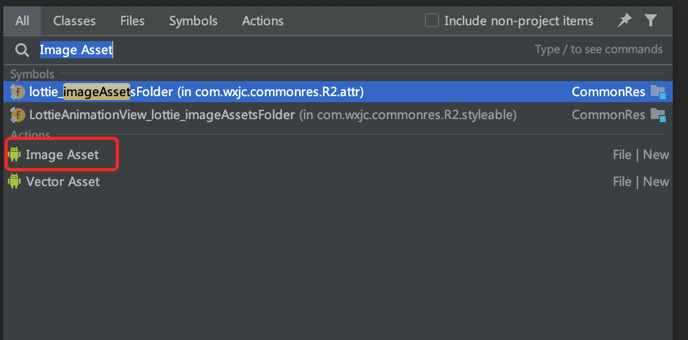 All Classes Files Symbols Actions Include non-project items
Image Asset Type / to see commands
Symbols
lottie_imageAssetsFolder (in com.wxjc.commonres.R2.attr) CommonRes
LottieAnimationView_lottie_imageAssetsFolder (in com.wxjc.commonres.R2.styleable) CommonRes
Actions
Image Asset File | New
Vector Asset File | New